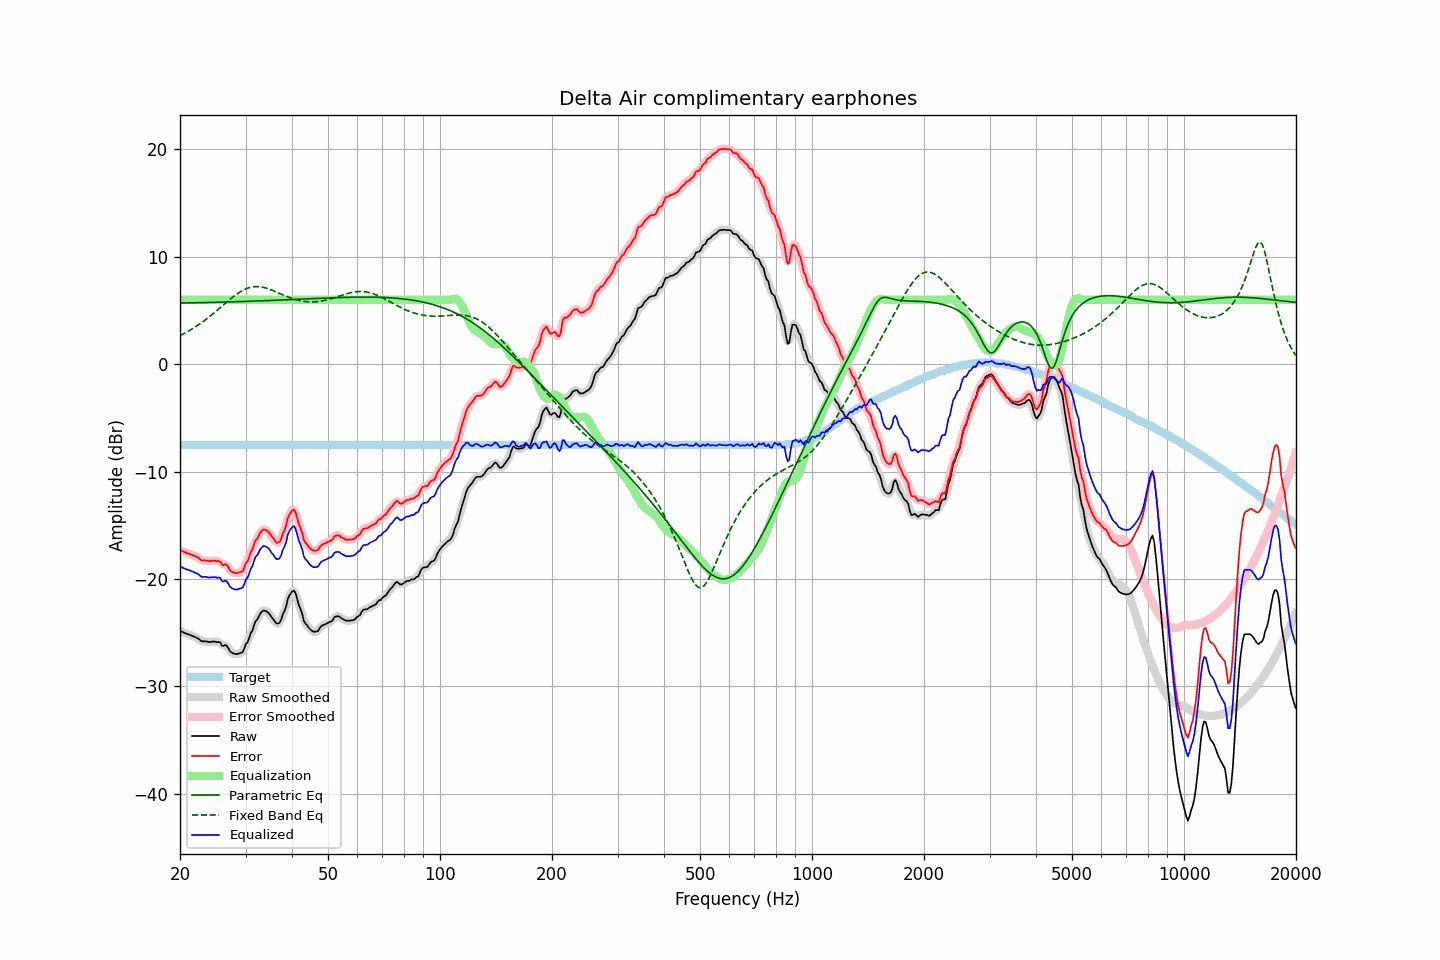 Delta Air complimentary earphones
Amplitude (dBr)
20
10
0
−10
−20
−30
−40
Target
Raw Smoothed
Error Smoothed
Raw
Error
Equalization
Parametric Eq
Fixed Band Eq
Equalized
20 50 100 200 500 1000 2000 5000 10000 20000
Frequency (Hz)